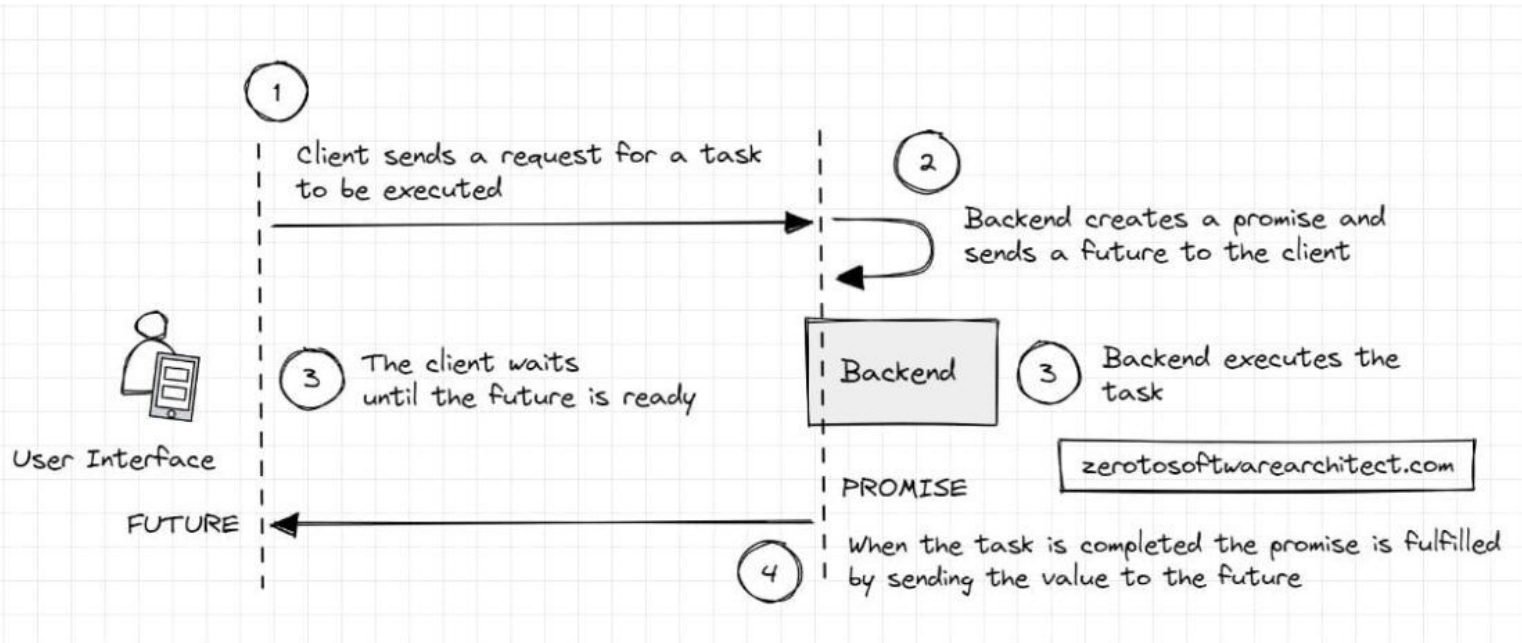 1
Client sends a request for a task
to be executed
2
Backend creates a promise and
sends a future to the client
3
The client waits
until the future is ready
Backend
3
Backend executes the
task
User Interface
zerotosoftwarearchitect.com
PROMISE
FUTURE
4
When the task is completed the promise is fulfilled
by sending the value to the future